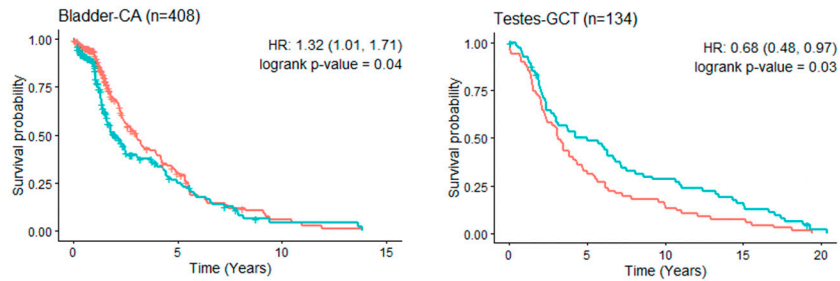 Bladder-CA (n=408)
HR: 1.32 (1.01, 1.71)
logrank p-value = 0.04
Survival probability
1.00
0.75
0.50
0.25
0.00
0
5
10
15
Time (Years)
Testes-GCT (n=134)
HR: 0.68 (0.48, 0.97)
logrank p-value = 0.03
Survival probability
1.00
0.75
0.50
0.25
0.00
0
5
10
15
20
Time (Years)